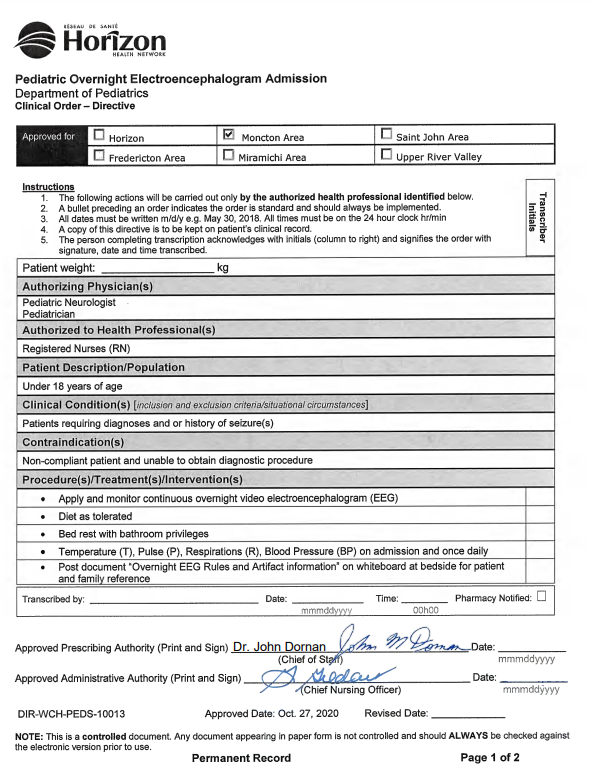 RÉSEAU DE SANTÉ
Horizon
HEALTH NETWORK
Pediatric Overnight Electroencephalogram Admission
Department of Pediatrics
Clinical Order – Directive
Approved for
Horizon
Moncton Area
Saint John Area
Fredericton Area
Miramichi Area
Upper River Valley
Instructions
1. The following actions will be carried out only by the authorized health professional identified below.
2. A bullet preceding an order indicates the order is standard and should always be implemented.
3. All dates must be written m/d/y e.g. May 30, 2018. All times must be on the 24 hour clock hr/min
4. A copy of this directive is to be kept on patient's clinical record.
5. The person completing transcription acknowledges with initials (column to right) and signifies the order with
signature, date and time transcribed.
Transcriber
Initials
Patient weight: ____________________ kg
Authorizing Physician(s)
Pediatric Neurologist
Pediatrician
Authorized to Health Professional(s)
Registered Nurses (RN)
Patient Description/Population
Under 18 years of age
Clinical Condition(s) [inclusion and exclusion criteria/situational circumstances]
Patients requiring diagnoses and or history of seizure(s)
Contraindication(s)
Non-compliant patient and unable to obtain diagnostic procedure
Procedure(s)/Treatment(s)/Intervention(s)
• Apply and monitor continuous overnight video electroencephalogram (EEG)
• Diet as tolerated
• Bed rest with bathroom privileges
• Temperature (T), Pulse (P), Respirations (R), Blood Pressure (BP) on admission and once daily
• Post document "Overnight EEG Rules and Artifact information" on whiteboard at bedside for patient
and family reference
Transcribed by: ____________________ Date: __________ Time: ________ Pharmacy Notified:
mmddyyyy 00h00
Approved Prescribing Authority (Print and Sign) Dr. John Dornan John M Dornan Date: __________
(Chief of Staff) mmddyyyy
Approved Administrative Authority (Print and Sign) Date: __________
(Chief Nursing Officer) mmddyyyy
DIR-WCH-PEDS-10013 Approved Date: Oct. 27, 2020 Revised Date: __________
NOTE: This is a controlled document. Any document appearing in paper form is not controlled and should ALWAYS be checked against
the electronic version prior to use.
Permanent Record Page 1 of 2